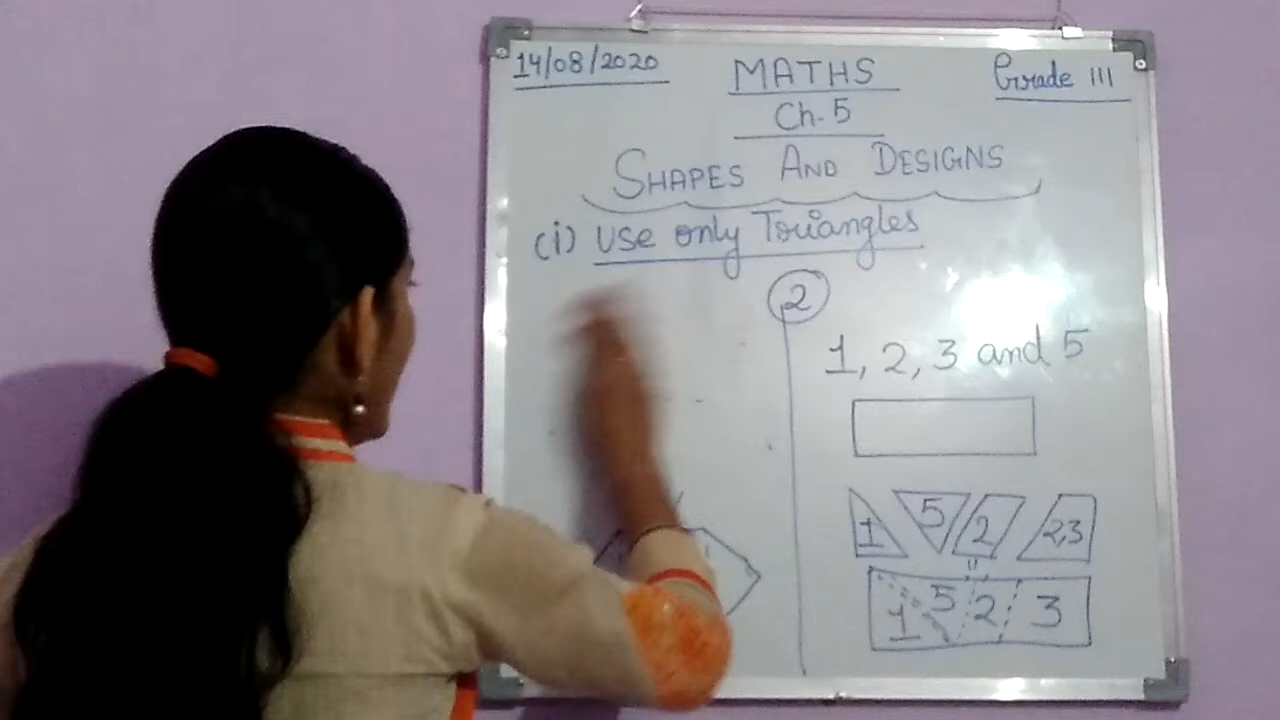 14/08/2020
MATHS
Grade III
Ch-5
SHAPES AND DESIGNS
(i) Use only Triangles
2
1, 2, 3 and 5
1 5 2 2,3
1 5 2 3